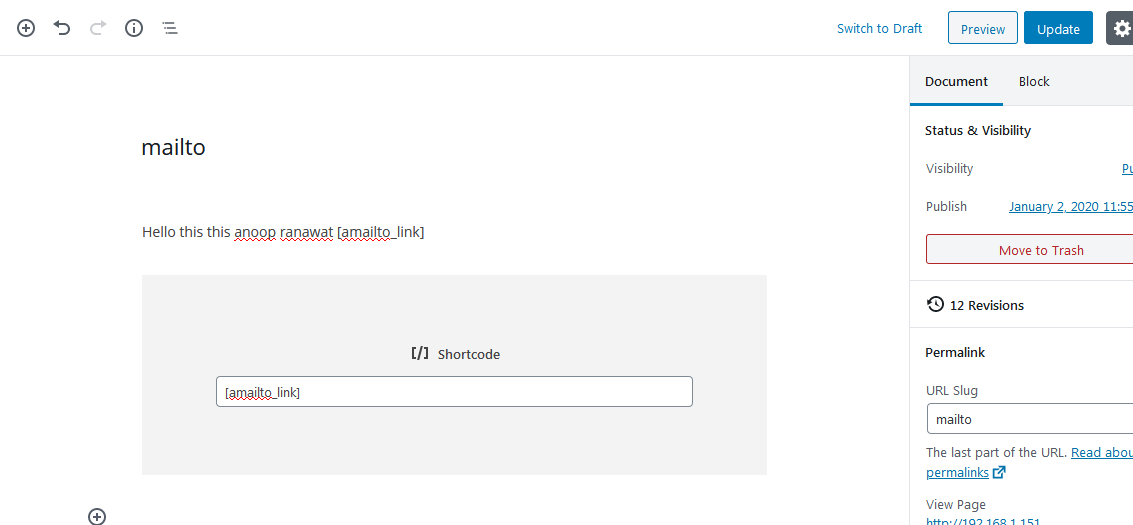 Switch to Draft
Preview
Update
Document
Block
mailto
Hello this this anoop ranawat [amailto_link]
[/] Shortcode
[amailto_link]
Status & Visibility
Visibility
Pu
Publish
January 2, 2020 11:55
Move to Trash
12 Revisions
Permalink
URL Slug
mailto
The last part of the URL. Read abou
permalinks
View Page
http://192.168.1.151